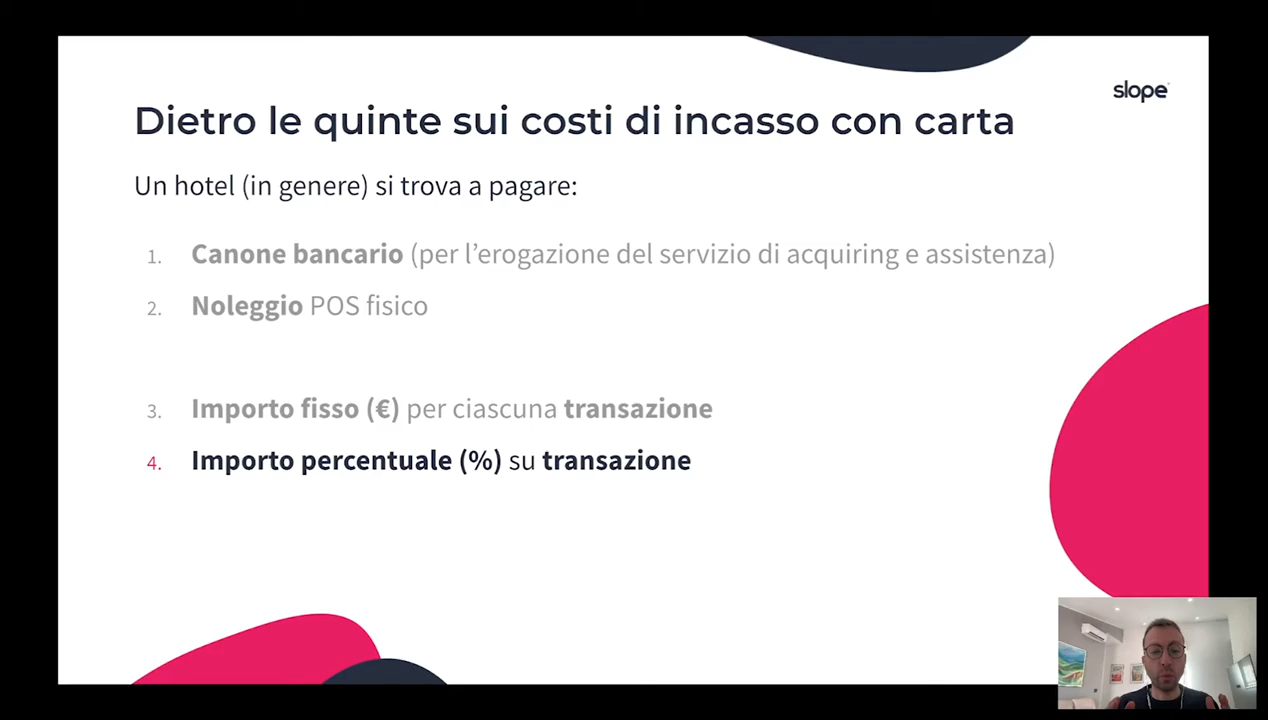 slope
Dietro le quinte sui costi di incasso con carta
Un hotel (in genere) si trova a pagare:
1. Canone bancario (per l’erogazione del servizio di acquiring e assistenza)
2. Noleggio POS fisico
3. Importo fisso (€) per ciascuna transazione
4. Importo percentuale (%) su transazione